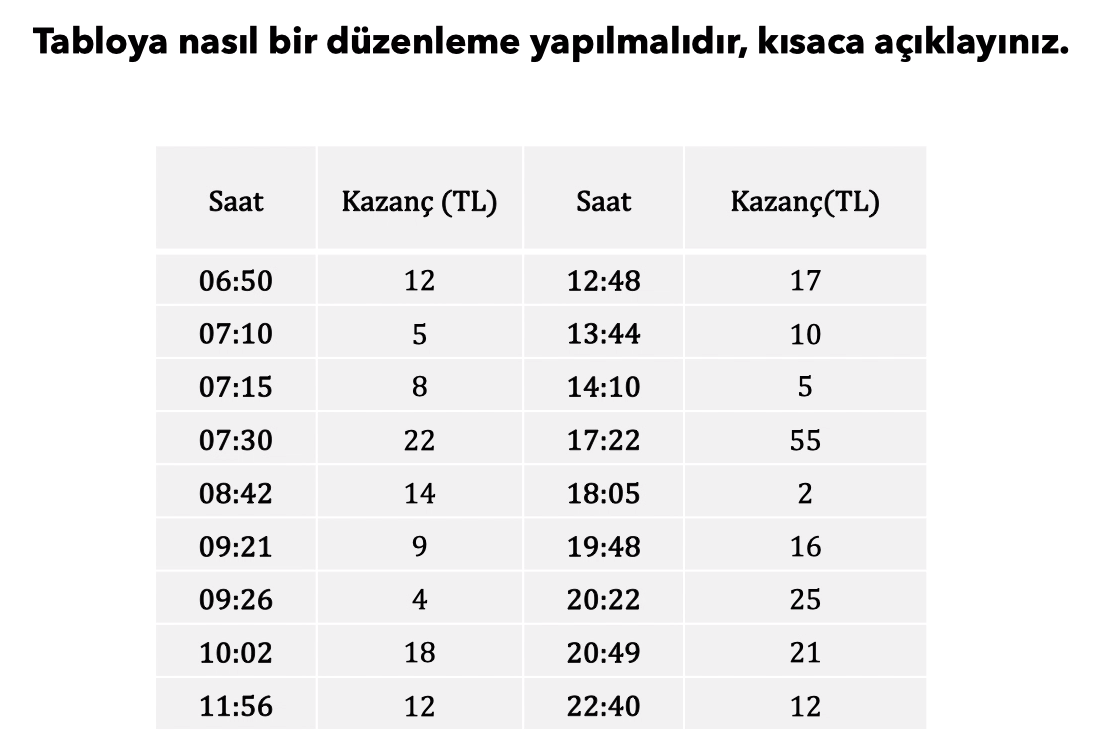 Tabloya nasıl bir düzenleme yapılmalıdır, kısaca açıklayınız.
Saat Kazanç (TL) Saat Kazanç(TL)
06:50 12 12:48 17
07:10 5 13:44 10
07:15 8 14:10 5
07:30 22 17:22 55
08:42 14 18:05 2
09:21 9 19:48 16
09:26 4 20:22 25
10:02 18 20:49 21
11:56 12 22:40 12